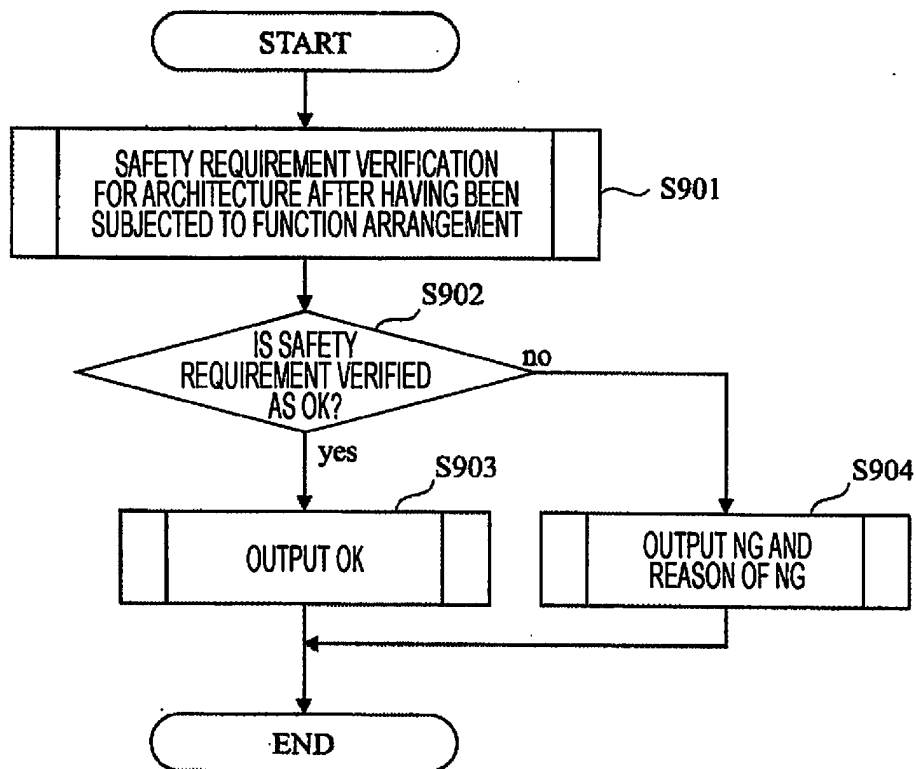 START
SAFETY REQUIREMENT VERIFICATION
FOR ARCHITECTURE AFTER HAVING BEEN
SUBJECTED TO FUNCTION ARRANGEMENT
S901
S902
IS SAFETY
REQUIREMENT VERIFIED
AS OK?
no
yes
S903
OUTPUT OK
S904
OUTPUT NG AND
REASON OF NG
END